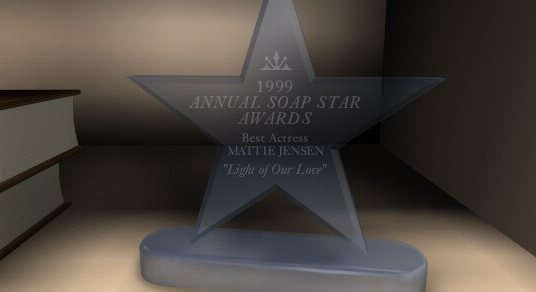 1999
ANNUAL SOAP STAR
AWARDS
Best Actress
MATTIE JENSEN
"Light of Our Love"